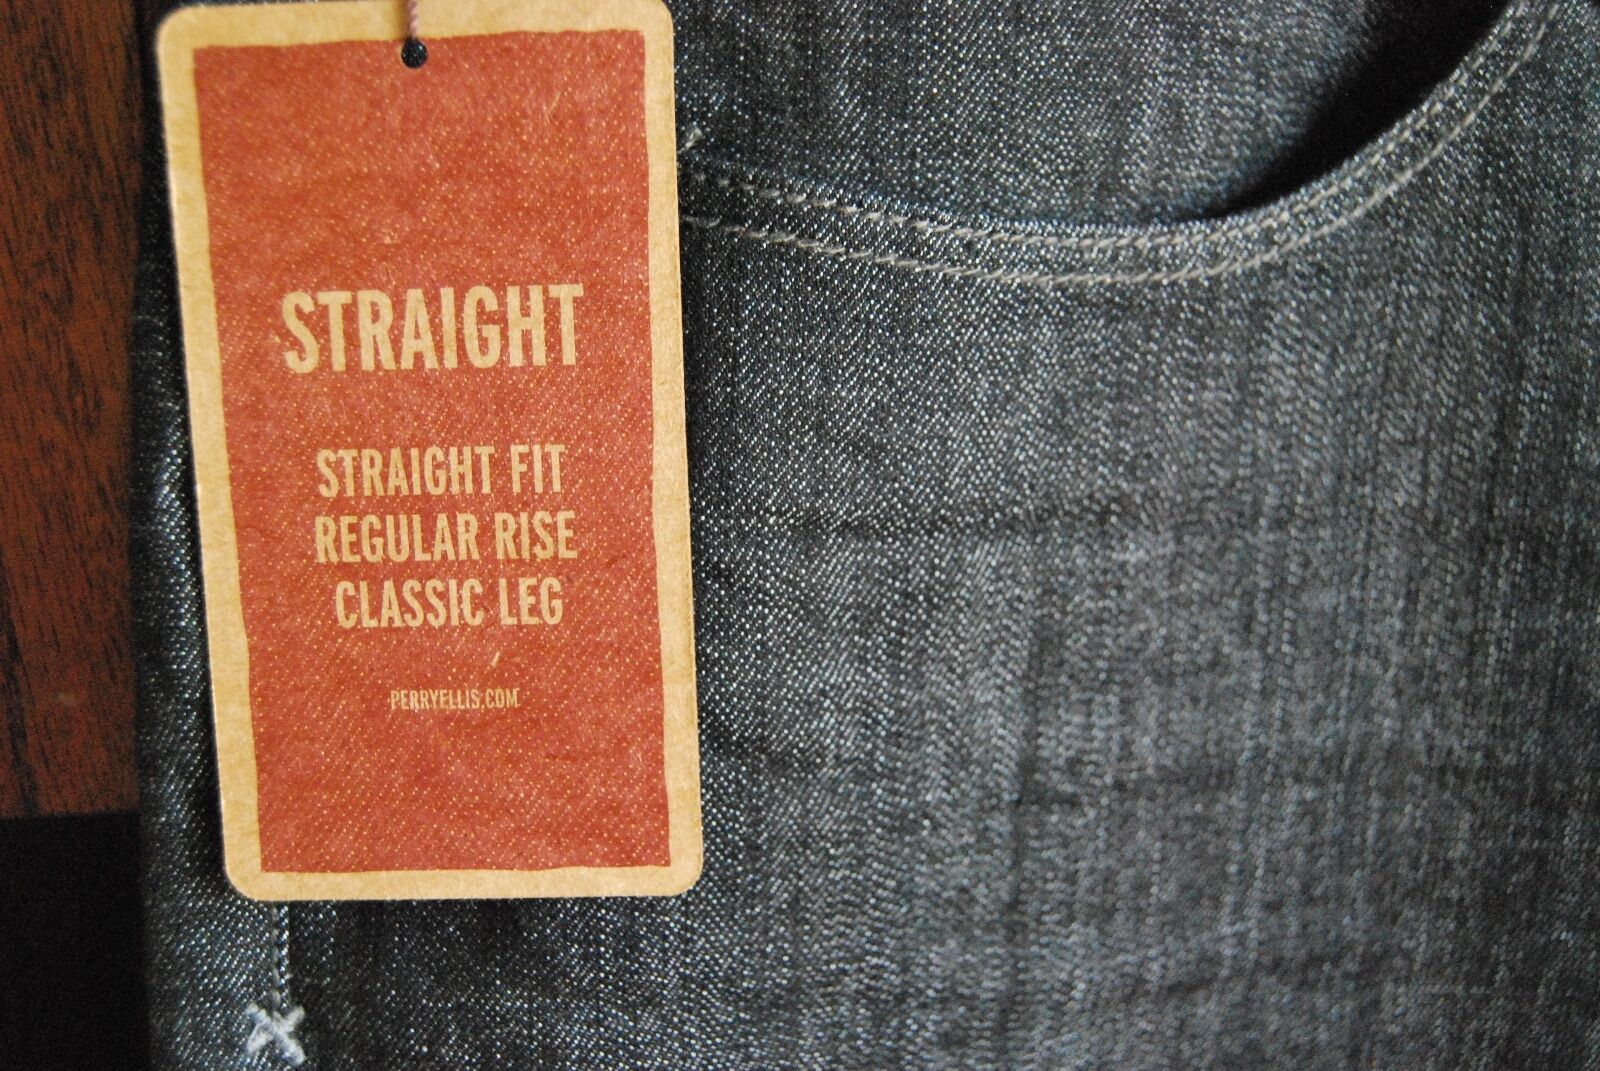 STRAIGHT
STRAIGHT FIT
REGULAR RISE
CLASSIC LEG
PERRYELLIS.COM